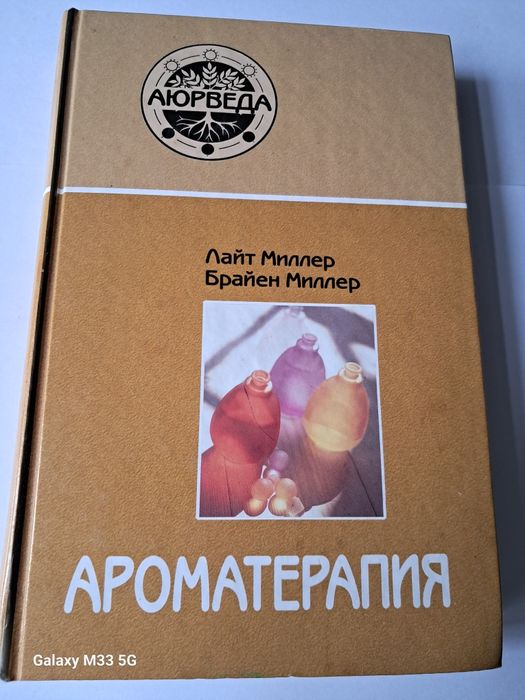 АЮРВЕДА
Лайт Миллер
Брайен Миллер
АРОМАТЕРАПИЯ
Galaxy M33 5G